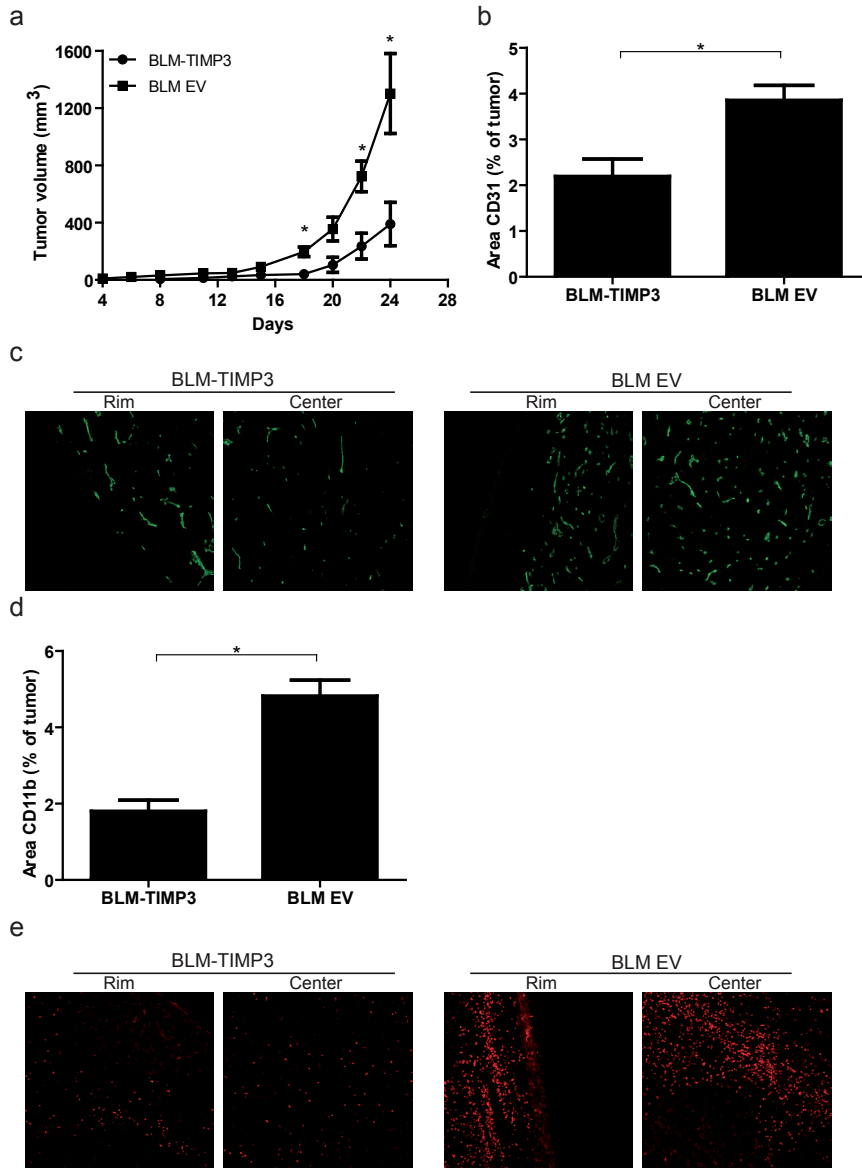 a
Tumor volume (mm³)
1600
1200
800
400
0
BLM-TIMP3
BLM EV
*
*
*
4
8
12
16
20
24
28
Days
b
Area CD31 (% of tumor)
5
4
3
2
1
0
*
BLM-TIMP3
BLM EV
c
BLM-TIMP3
Rim
Center
BLM EV
Rim
Center
d
Area CD11b (% of tumor)
6
4
2
0
*
BLM-TIMP3
BLM EV
e
BLM-TIMP3
Rim
Center
BLM EV
Rim
Center